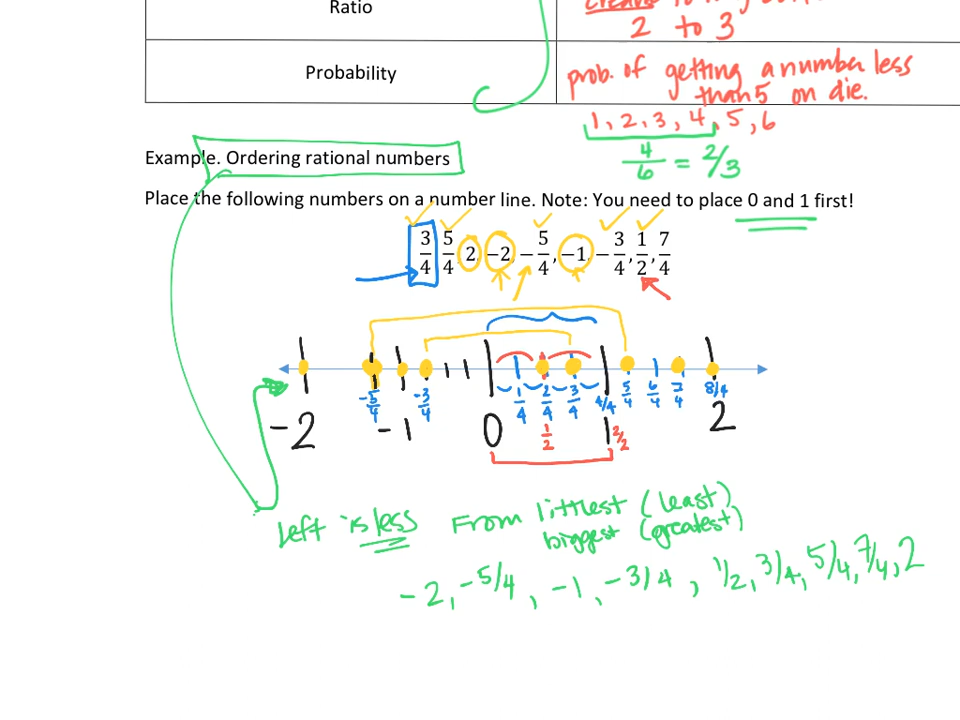 Ratio
2 to 3
Probability
prob. of getting a number less
than 5 on die.
1, 2, 3, 4, 5, 6
4/6 = 2/3
Example. Ordering rational numbers
Place the following numbers on a number line. Note: You need to place 0 and 1 first!
3/4 5/4, 2, −2, −5/4, −1, −3/4, 1/2, 7/4
-5/4 -3/4 1/4 2/4 3/4 4/4 5/4 6/4 7/4 8/4
-2 -1 0 1/2 1 2/2 2
Left is less From littlest (least)
biggest (greatest)
-2, -5/4, -1, -3/4, 1/2, 3/4, 5/4, 7/4, 2